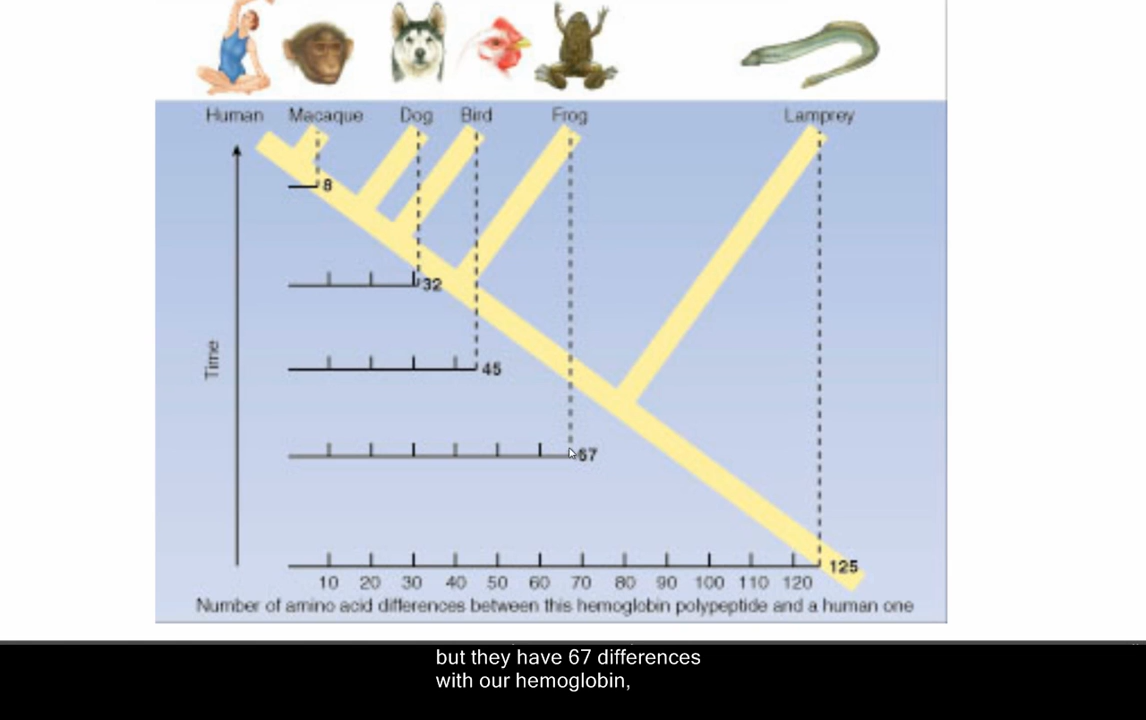 Human Macaque Dog Bird Frog Lamprey
8
32
45
67
125
Time
10 20 30 40 50 60 70 80 90 100 110 120
Number of amino acid differences between this hemoglobin polypeptide and a human one
but they have 67 differences
with our hemoglobin,